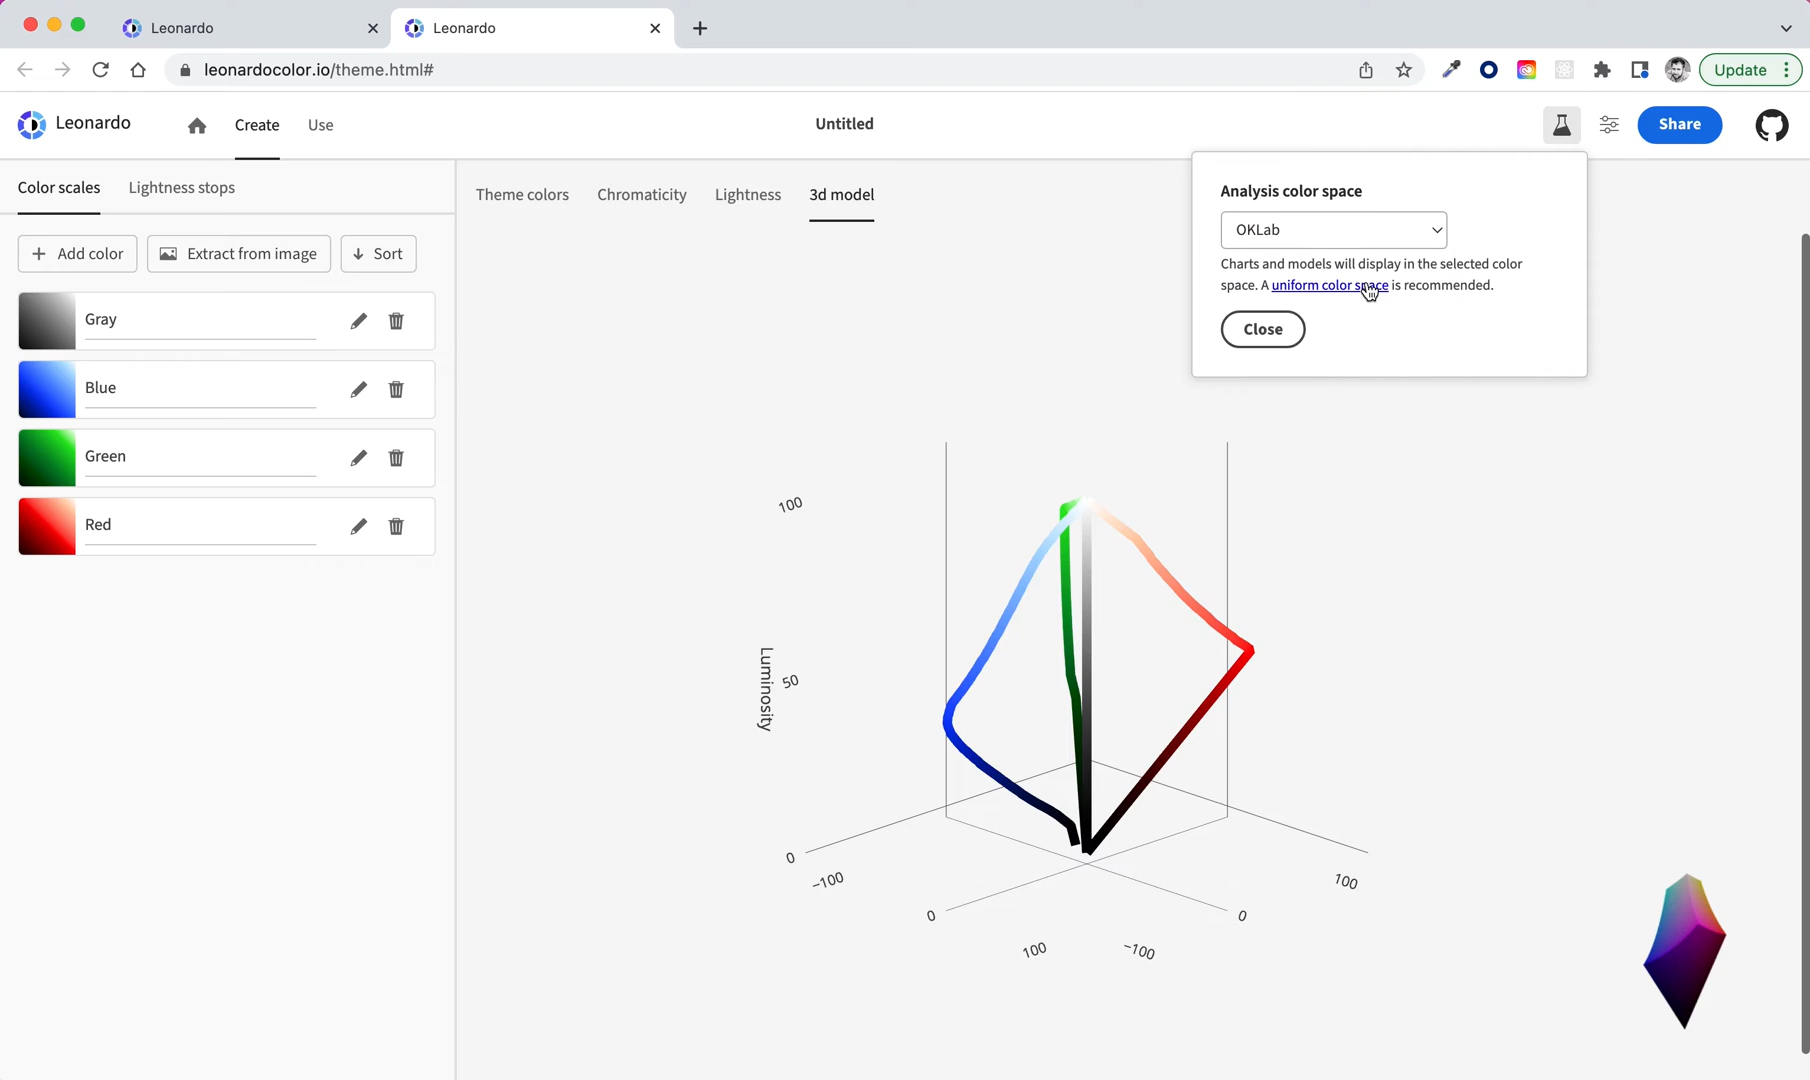 Leonardo
Leonardo
leonardocolor.io/theme.html#
Update
Leonardo
Create
Use
Untitled
Share
Color scales
Lightness stops
Theme colors
Chromaticity
Lightness
3d model
Analysis color space
OKLab
Charts and models will display in the selected color
space. A uniform color space is recommended.
Close
Add color
Extract from image
Sort
Gray
Blue
Green
Red
100
50
0
Luminosity
-100
0
100
-100
0
100